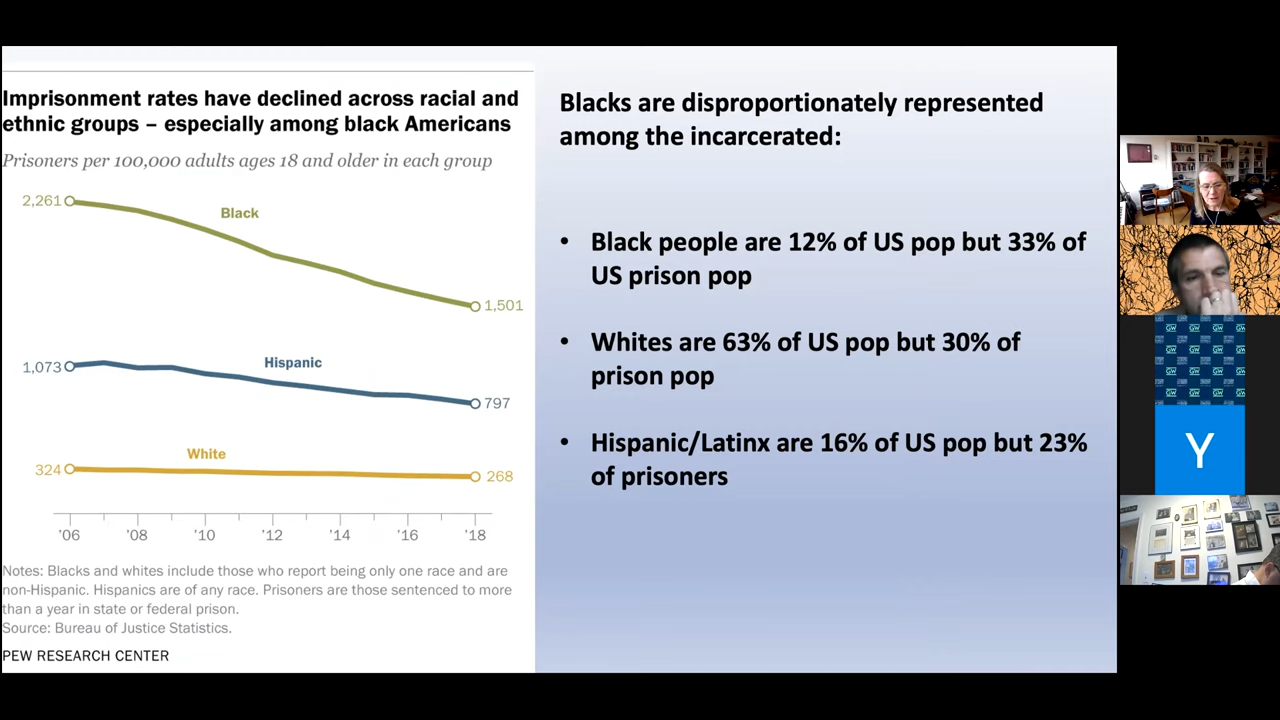 Imprisonment rates have declined across racial and
ethnic groups – especially among black Americans
Prisoners per 100,000 adults ages 18 and older in each group
2,261
Black
1,501
1,073
Hispanic
797
White
324
268
'06
'08
'10
'12
'14
'16
'18
Notes: Blacks and whites include those who report being only one race and are
non-Hispanic. Hispanics are of any race. Prisoners are those sentenced to more
than a year in state or federal prison.
Source: Bureau of Justice Statistics.
PEW RESEARCH CENTER
Blacks are disproportionately represented
among the incarcerated:
• Black people are 12% of US pop but 33% of
US prison pop
• Whites are 63% of US pop but 30% of
prison pop
• Hispanic/Latinx are 16% of US pop but 23%
of prisoners
GW
Y